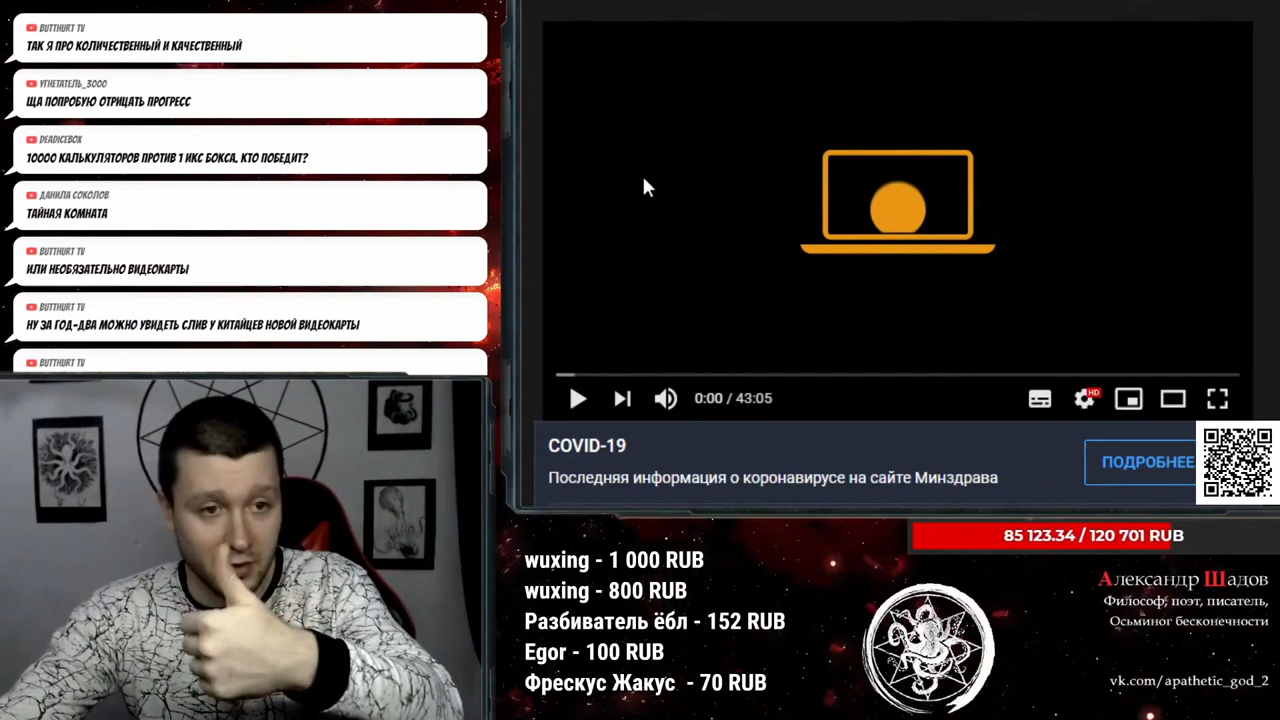 BUTTHURT TV
ТАК Я ПРО КОЛИЧЕСТВЕННЫЙ И КАЧЕСТВЕННЫЙ
УГНЕТАТЕЛЬ_3000
ЩА ПОПРОБУЮ ОТРИЦАТЬ ПРОГРЕСС
DEADICEBOX
10000 КАЛЬКУЛЯТОРОВ ПРОТИВ 1 ИКС БОКСА. КТО ПОБЕДИТ?
ДАНИЛА СОКОЛОВ
ТАЙНАЯ КОМНАТА
BUTTHURT TV
ИЛИ НЕОБЯЗАТЕЛЬНО ВИДЕОКАРТЫ
BUTTHURT TV
НУ ЗА ГОД-ДВА МОЖНО УВИДЕТЬ СЛИВ У КИТАЙЦЕВ НОВОЙ ВИДЕОКАРТЫ
BUTTHURT TV
0:00 / 43:05
HD
COVID-19
Последняя информация о коронавирусе на сайте Минздрава
ПОДРОБНЕЕ
85 123.34 / 120 701 RUB
wuxing - 1 000 RUB
wuxing - 800 RUB
Разбиватель ёбл - 152 RUB
Egor - 100 RUB
Фрескус Жакус - 70 RUB
Александр Шадов
Философ, поэт, писатель,
Осьминог бесконечности
vk.com/apathetic_god_2